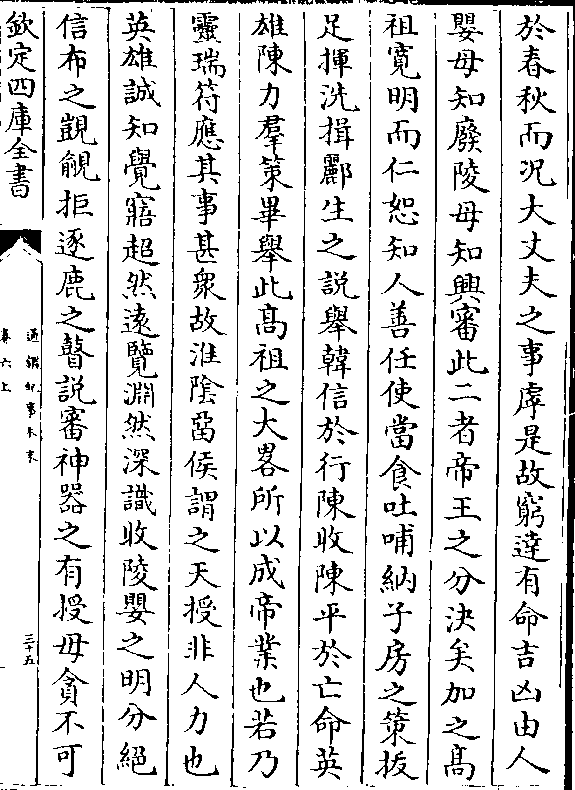 於春秋而况大丈夫之事虖是故窮達有命吉凶由人
嬰母知廢陵母知興審此二者帝王之分決矣加之髙
祖寛明而仁恕知人善任使當食吐哺納子房之策拔
足揮洗揖酈生之說舉韓信於行陳收陳平於亡命英
雄陳力羣策畢舉此髙祖之大畧所以成帝業也若乃
靈瑞符應其事甚衆故淮隂畱侯謂之天授非人力也
英雄誠知覺寤超然逺覽淵然深識收陵嬰之明分絕
信布之覬覦拒逐鹿之瞽説審神器之有授毋貪不可
欽定四庫全書
通鑑紀事本末
卷六上
三十五